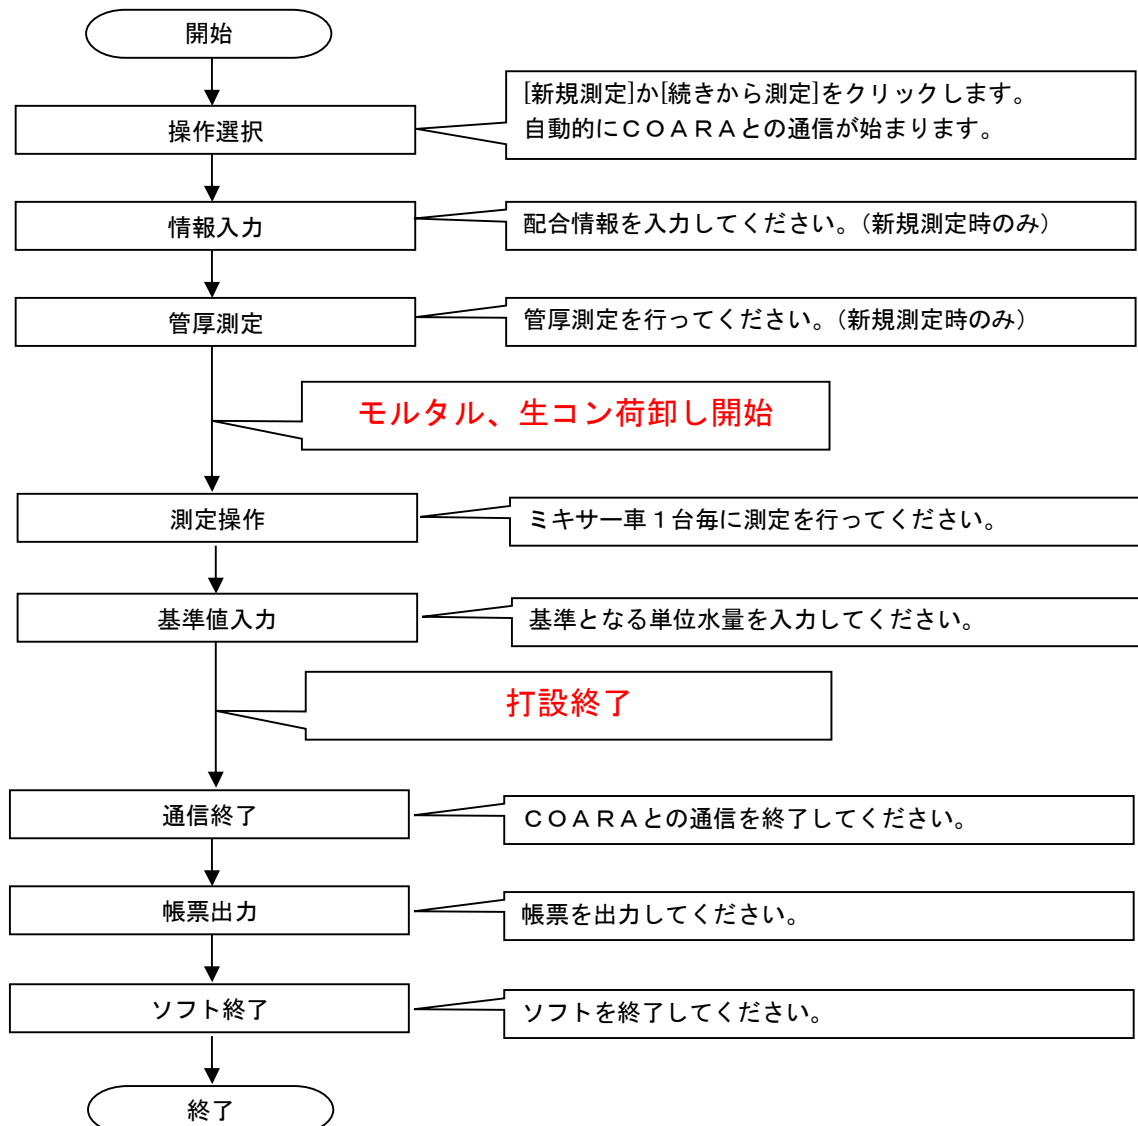 開始
操作選択
[新規測定]か[続きから測定]をクリックします。
自動的にＣＯＡＲＡとの通信が始まります。
情報入力
配合情報を入力してください。（新規測定時のみ）
管厚測定
管厚測定を行ってください。（新規測定時のみ）
モルタル、生コン荷卸し開始
測定操作
ミキサー車１台毎に測定を行ってください。
基準値入力
基準となる単位水量を入力してください。
打設終了
通信終了
ＣＯＡＲＡとの通信を終了してください。
帳票出力
帳票を出力してください。
ソフト終了
ソフトを終了してください。
終了